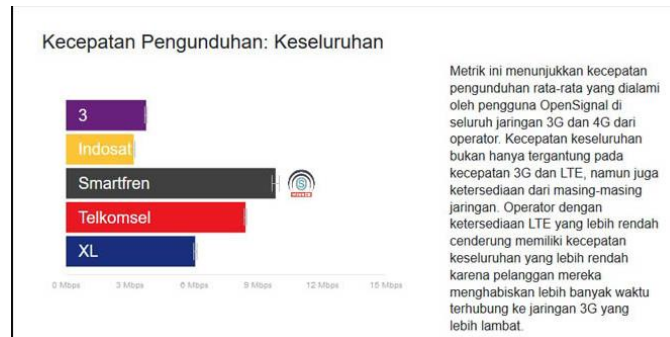 Kecepatan Pengunduhan: Keseluruhan
3
Indosat
Smartfren
WINNER
Telkomsel
XL
0 Mbps 3 Mbps 6 Mbps 9 Mbps 12 Mbps 15 Mbps
Metrik ini menunjukkan kecepatan
pengunduhan rata-rata yang dialami
oleh pengguna OpenSignal di
seluruh jaringan 3G dan 4G dari
operator. Kecepatan keseluruhan
bukan hanya tergantung pada
kecepatan 3G dan LTE, namun juga
ketersediaan dari masing-masing
jaringan. Operator dengan
ketersediaan LTE yang lebih rendah
cenderung memiliki kecepatan
keseluruhan yang lebih rendah
karena pelanggan mereka
menghabiskan lebih banyak waktu
terhubung ke jaringan 3G yang
lebih lambat.